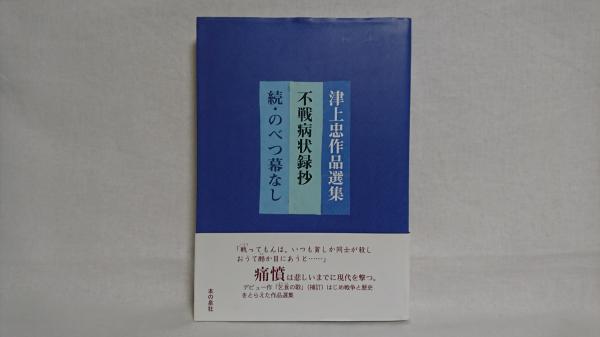 津上忠作品選集
不戦病状録抄
続・のべつ幕なし
「戦ってもんは、いつも貧しか同士が殺し
おうて酷か目にあうと……」
痛憤は悲しいまでに現代を撃つ。
デビュー作「乞食の歌」(補訂)はじめ戦争と歴史
をとらえた作品選集
本の泉社